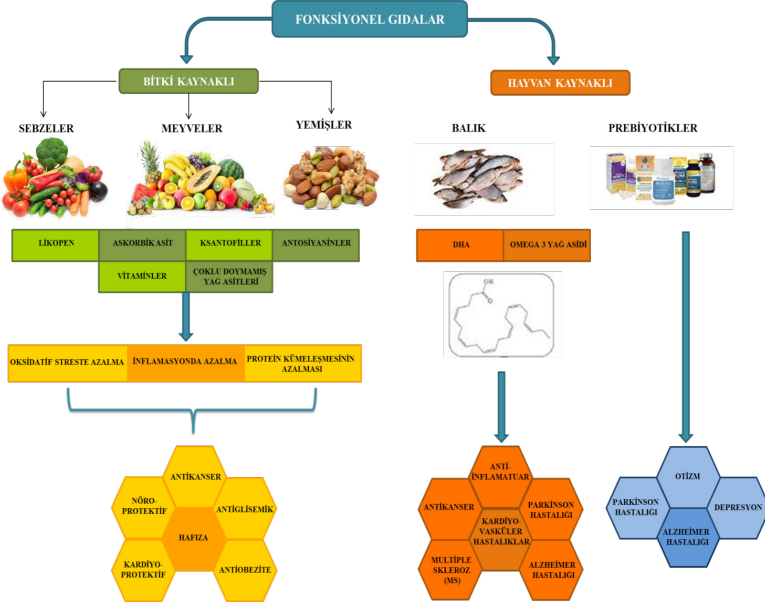 FONKSİYONEL GIDALAR
BİTKİ KAYNAKLI
HAYVAN KAYNAKLI
SEBZELER
MEYVELER
YEMİŞLER
BALIK
PREBİYOTİKLER
LİKOPEN
ASKORBİK ASİT
KSANTOFİLLER
ANTOSİYANİNLER
VİTAMİNLER
ÇOKLU DOYMAMIŞ
YAĞ ASİTLERİ
DHA
OMEGA 3 YAĞ ASİDİ
OKSİDATİF STRESTE AZALMA
İNFLAMASYONDA AZALMA
PROTEİN KÜMELEŞMESİNİN
AZALMASI
ANTİKANSER
NÖRO-
PROTEKTİF
ANTİGLİSEMİK
HAFIZA
KARDİYO-
PROTEKTİF
ANTİOBEZİTE
ANTİ-
İNFLAMATUAR
ANTİKANSER
PARKİNSON
HASTALIĞI
KARDİYO-
VASKÜLER
HASTALIKLAR
MULTİPLE
SKLEROZ
(MS)
ALZHEİMER
HASTALIĞI
OTİZM
PARKİNSON
HASTALIĞI
DEPRESYON
ALZHEİMER
HASTALIĞI